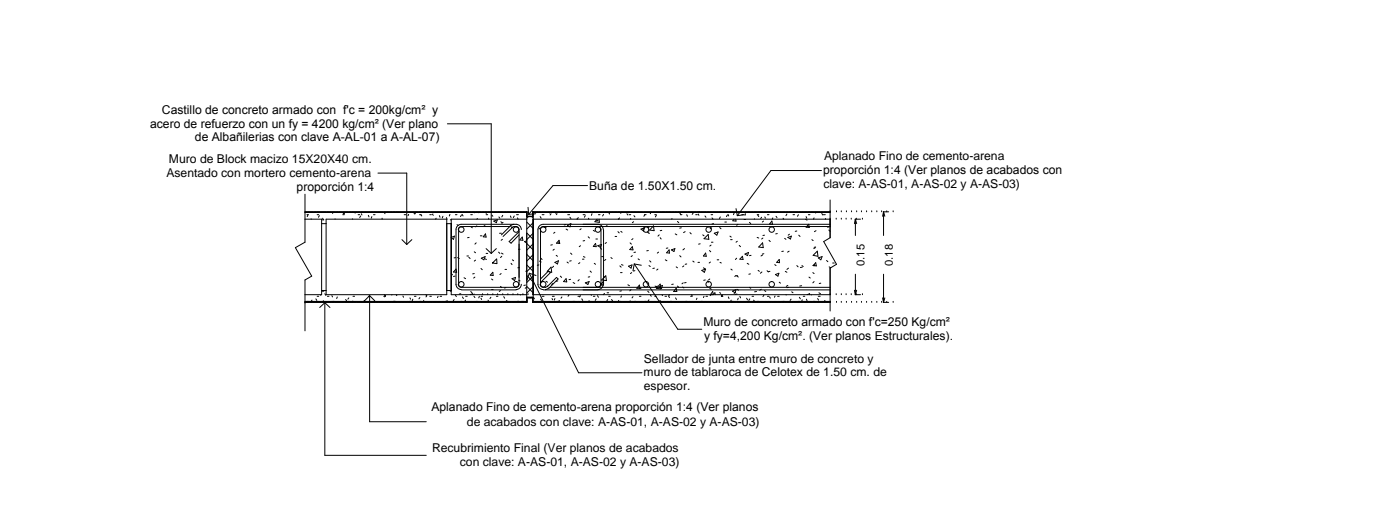 Castillo de concreto armado con f'c = 200kg/cm² y
acero de refuerzo con un fy = 4200 kg/cm² (Ver plano
de Albañilerias con clave A-AL-01 a A-AL-07)
Muro de Block macizo 15X20X40 cm.
Asentado con mortero cemento-arena
proporción 1:4
Buña de 1.50X1.50 cm.
Aplanado Fino de cemento-arena
proporción 1:4 (Ver planos de acabados con
clave: A-AS-01, A-AS-02 y A-AS-03)
0.15
0.18
Muro de concreto armado con f'c=250 Kg/cm²
y fy=4,200 Kg/cm². (Ver planos Estructurales).
Sellador de junta entre muro de concreto y
muro de tablaroca de Celotex de 1.50 cm. de
espesor.
Aplanado Fino de cemento-arena proporción 1:4 (Ver planos
de acabados con clave: A-AS-01, A-AS-02 y A-AS-03)
Recubrimiento Final (Ver planos de acabados
con clave: A-AS-01, A-AS-02 y A-AS-03)